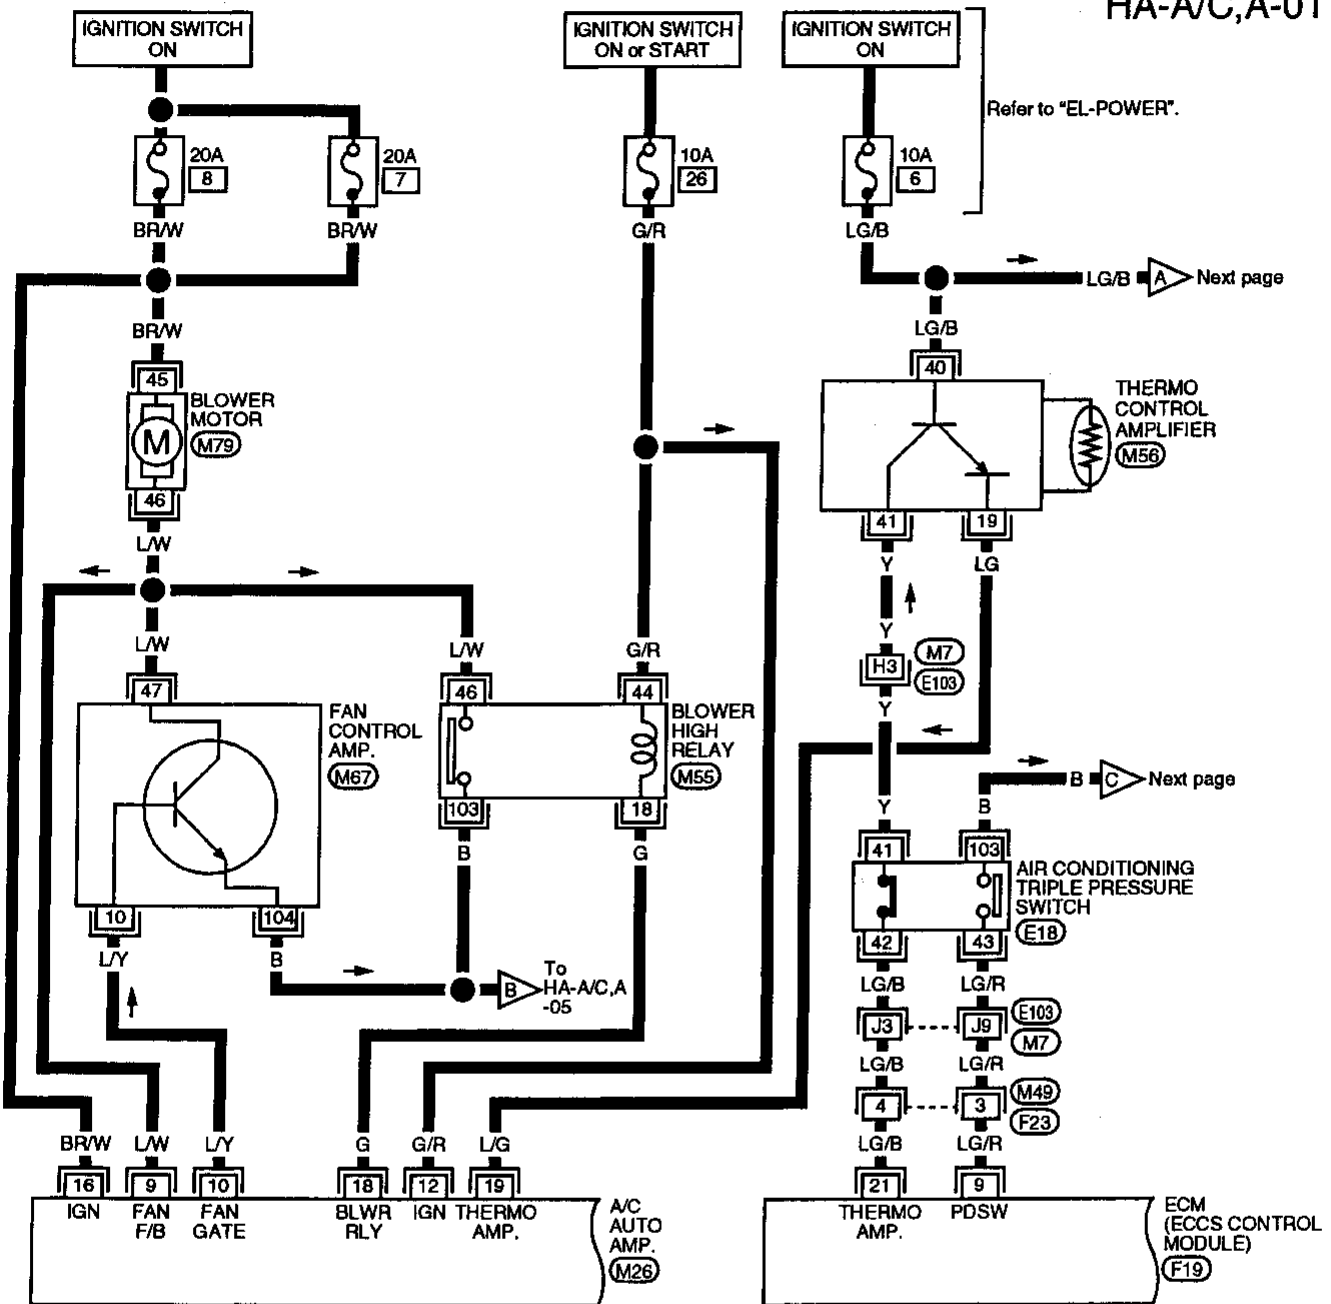 HA-A/C,A-01
IGNITION SWITCH
ON
IGNITION SWITCH
ON or START
IGNITION SWITCH
ON
Refer to "EL-POWER".
20A
8
20A
7
10A
26
10A
6
BR/W
BR/W
G/R
LG/B
LG/B
A
Next page
BR/W
LG/B
45
40
BLOWER
MOTOR
M79
M
46
THERMO
CONTROL
AMPLIFIER
M56
41
19
L/W
Y
LG
L/W
L/W
G/R
Y
H3
M7
E103
Y
47
46
44
FAN
CONTROL
AMP.
M67
BLOWER
HIGH
RELAY
M55
103
18
B
C
Next page
Y
B
B
G
41
103
AIR CONDITIONING
TRIPLE PRESSURE
SWITCH
E18
10
104
42
43
L/Y
B
B
To
HA-A/C,A
-05
LG/B
LG/R
J3
J9
E103
M7
LG/B
LG/R
4
3
M49
F23
BR/W
L/W
L/Y
G
G/R
L/G
LG/B
LG/R
16
9
10
18
12
19
21
9
IGN
FAN
F/B
FAN
GATE
BLWR
RLY
IGN
THERMO
AMP.
A/C
AUTO
AMP.
M26
THERMO
AMP.
PDSW
ECM
(ECCS CONTROL
MODULE)
F19